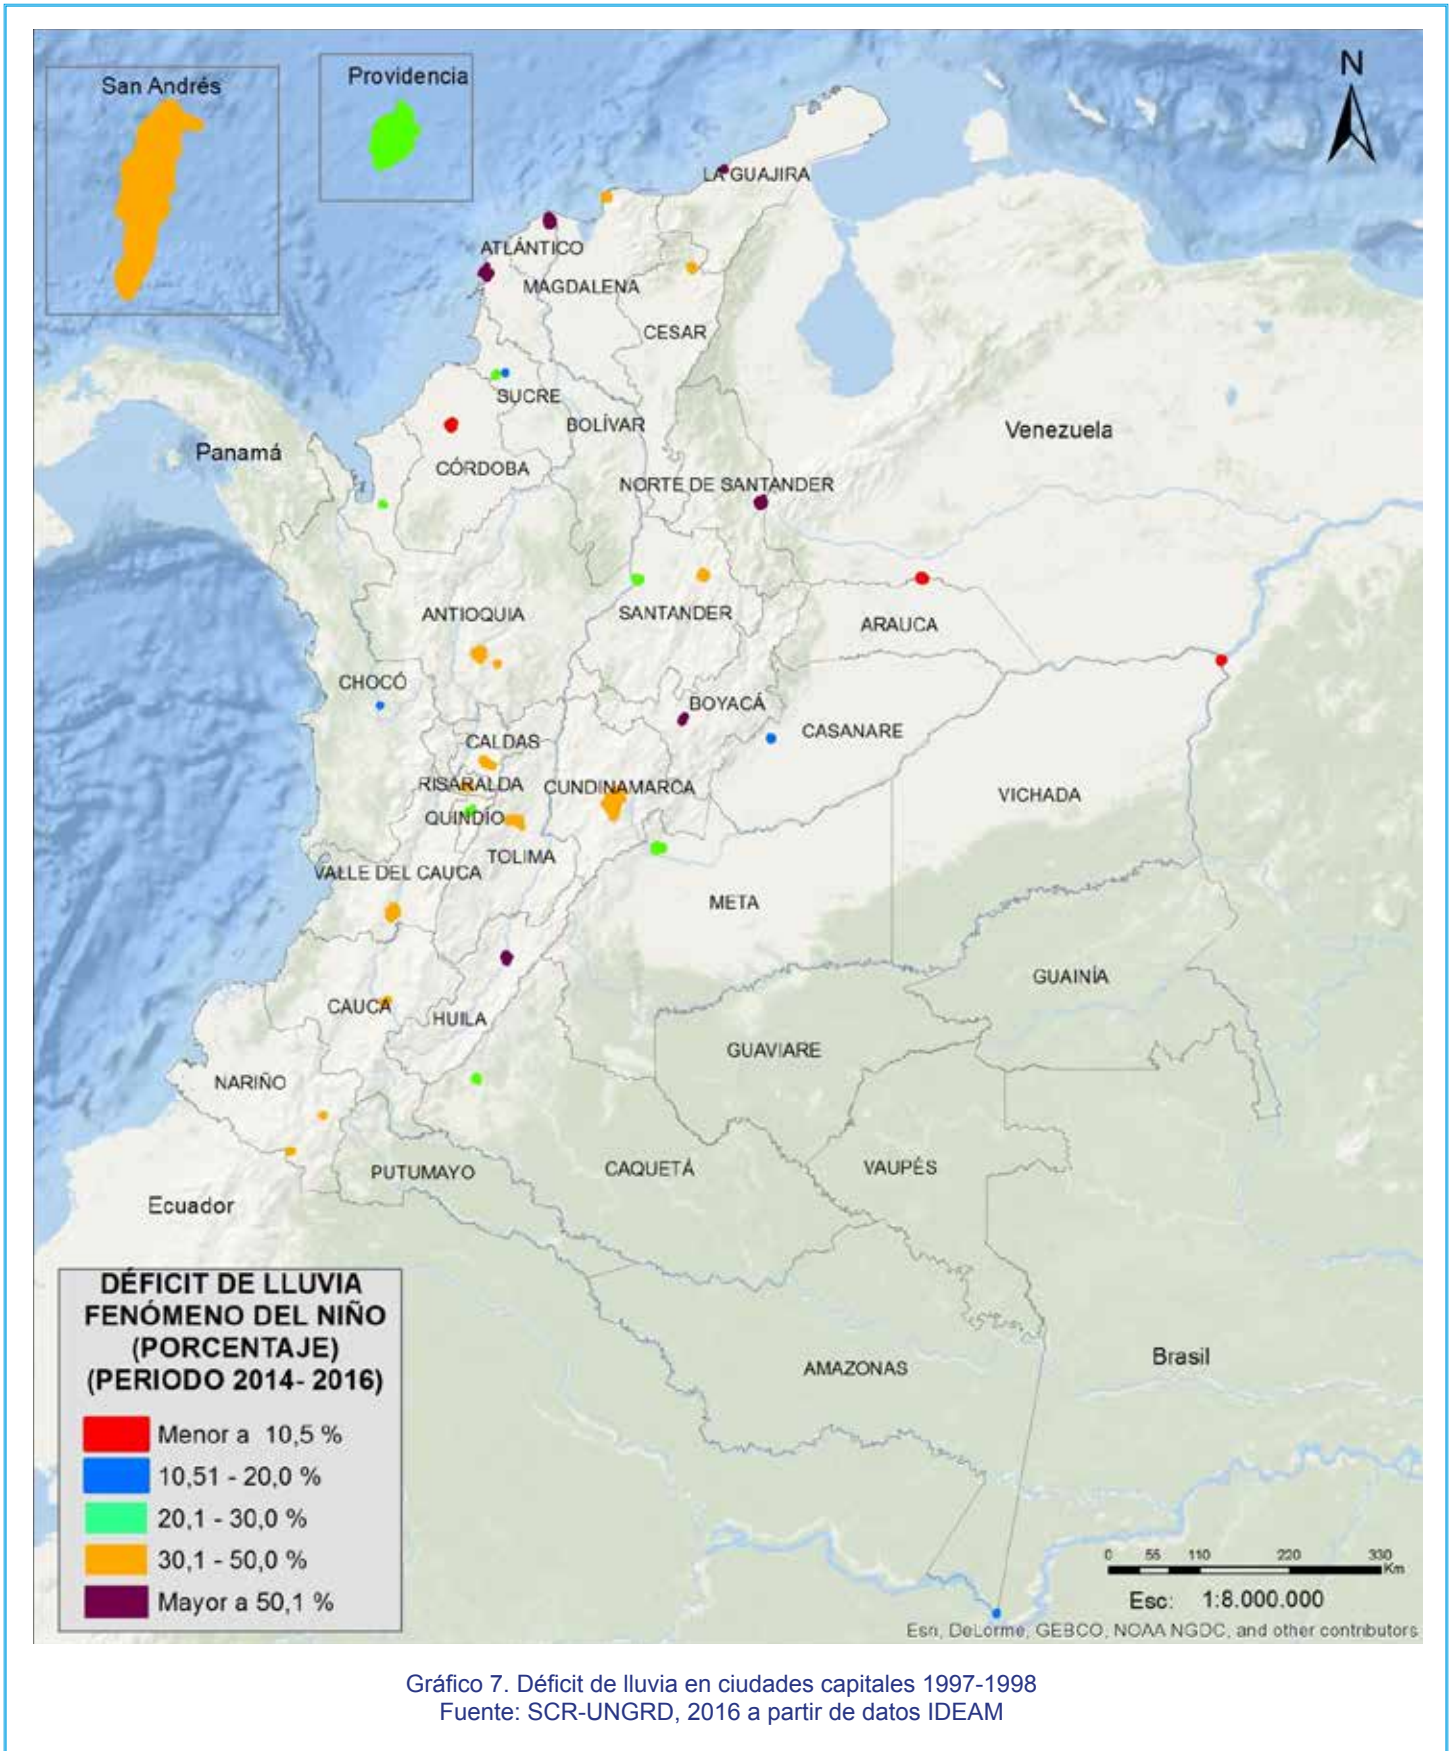 San Andrés
Providencia
N
LA GUAJIRA
ATLÁNTICO
MAGDALENA
CESAR
SUCRE
BOLÍVAR
Panamá
Venezuela
CÓRDOBA
NORTE DE SANTANDER
ANTIOQUIA
SANTANDER
ARAUCA
CHOCÓ
BOYACÁ
CASANARE
CALDAS
RISARALDA
CUNDINAMARCA
VICHADA
QUINDÍO
TOLIMA
VALLE DEL CAUCA
META
GUAINÍA
CAUCA
HUILA
GUAVIARE
NARIÑO
PUTUMAYO
CAQUETÁ
VAUPÉS
Ecuador
AMAZONAS
Brasil
DÉFICIT DE LLUVIA
FENÓMENO DEL NIÑO
(PORCENTAJE)
(PERIODO 2014- 2016)
Menor a 10,5 %
10,51 - 20,0 %
20,1 - 30,0 %
30,1 - 50,0 %
Mayor a 50,1 %
0 55 110 220 330
Km
Esc: 1:8.000.000
Esri, DeLorme, GEBCO, NOAA NGDC, and other contributors
Gráfico 7. Déficit de lluvia en ciudades capitales 1997-1998
Fuente: SCR-UNGRD, 2016 a partir de datos IDEAM